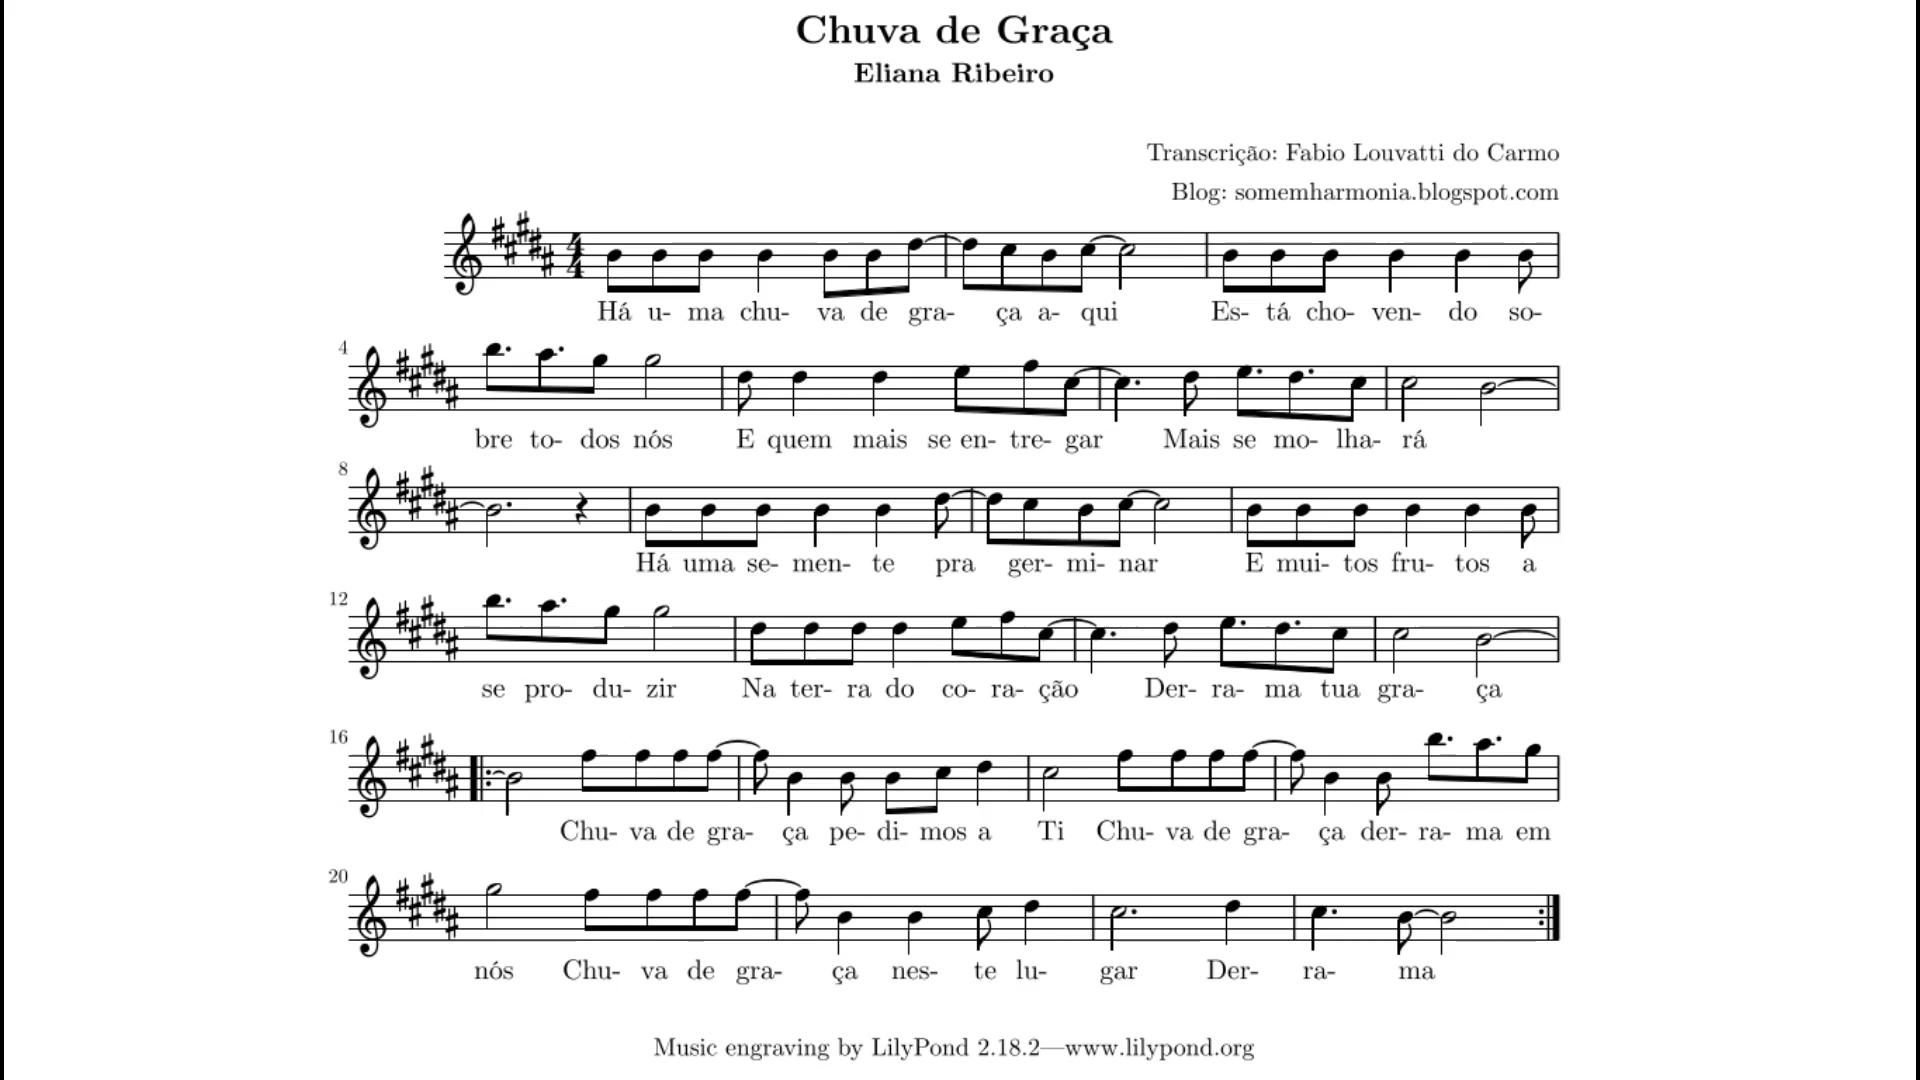 Chuva de Graça
Eliana Ribeiro
Transcrição: Fabio Louvatti do Carmo
Blog: somemharmonia.blogspot.com
4
4
Há u- ma chu- va de gra- ça a- qui Es- tá cho- ven- do so-
4
bre to- dos nós E quem mais se en- tre- gar Mais se mo- lha- rá
8
Há uma se- men- te pra ger- mi- nar E mui- tos fru- tos a
12
se pro- du- zir Na ter- ra do co- ra- ção Der- ra- ma tua gra- ça
16
Chu- va de gra- ça pe- di- mos a Ti Chu- va de gra- ça der- ra- ma em
20
nós Chu- va de gra- ça nes- te lu- gar Der- ra- ma
Music engraving by LilyPond 2.18.2—www.lilypond.org